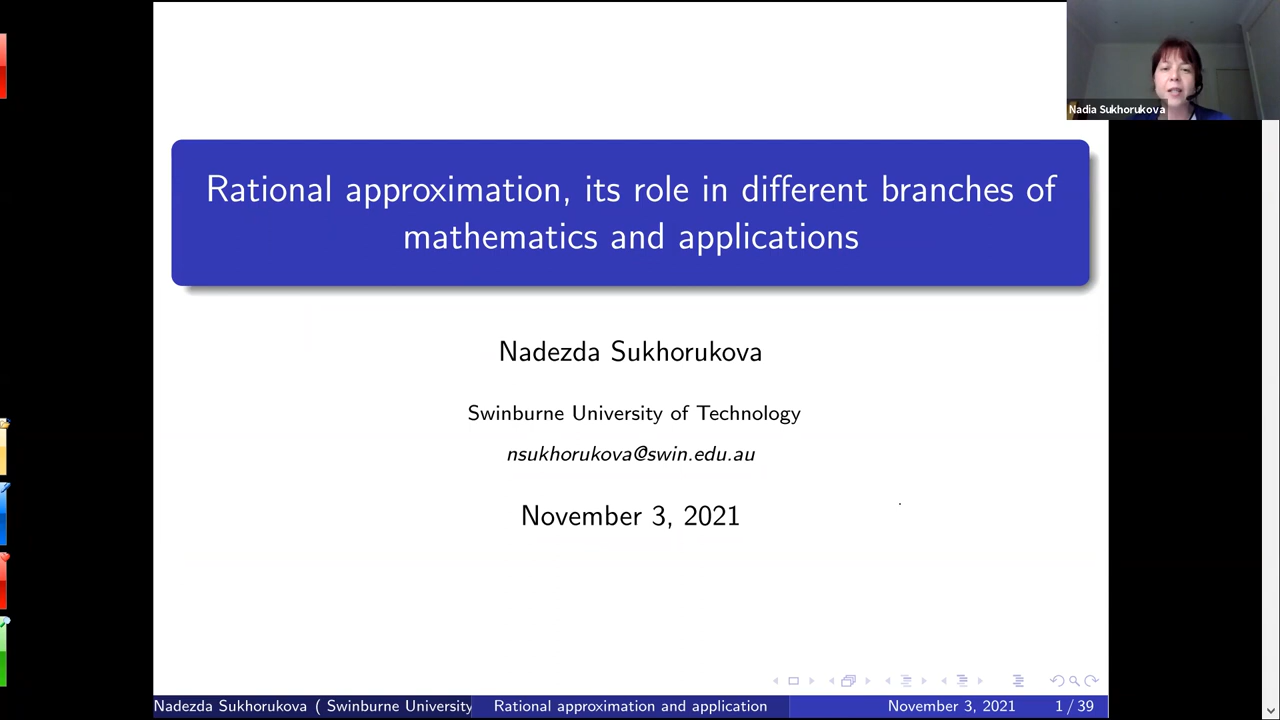 Nadia Sukhorukova
Rational approximation, its role in different branches of
mathematics and applications
Nadezda Sukhorukova
Swinburne University of Technology
nsukhorukova@swin.edu.au
November 3, 2021
Nadezda Sukhorukova ( Swinburne University
Rational approximation and application
November 3, 2021
1 / 39